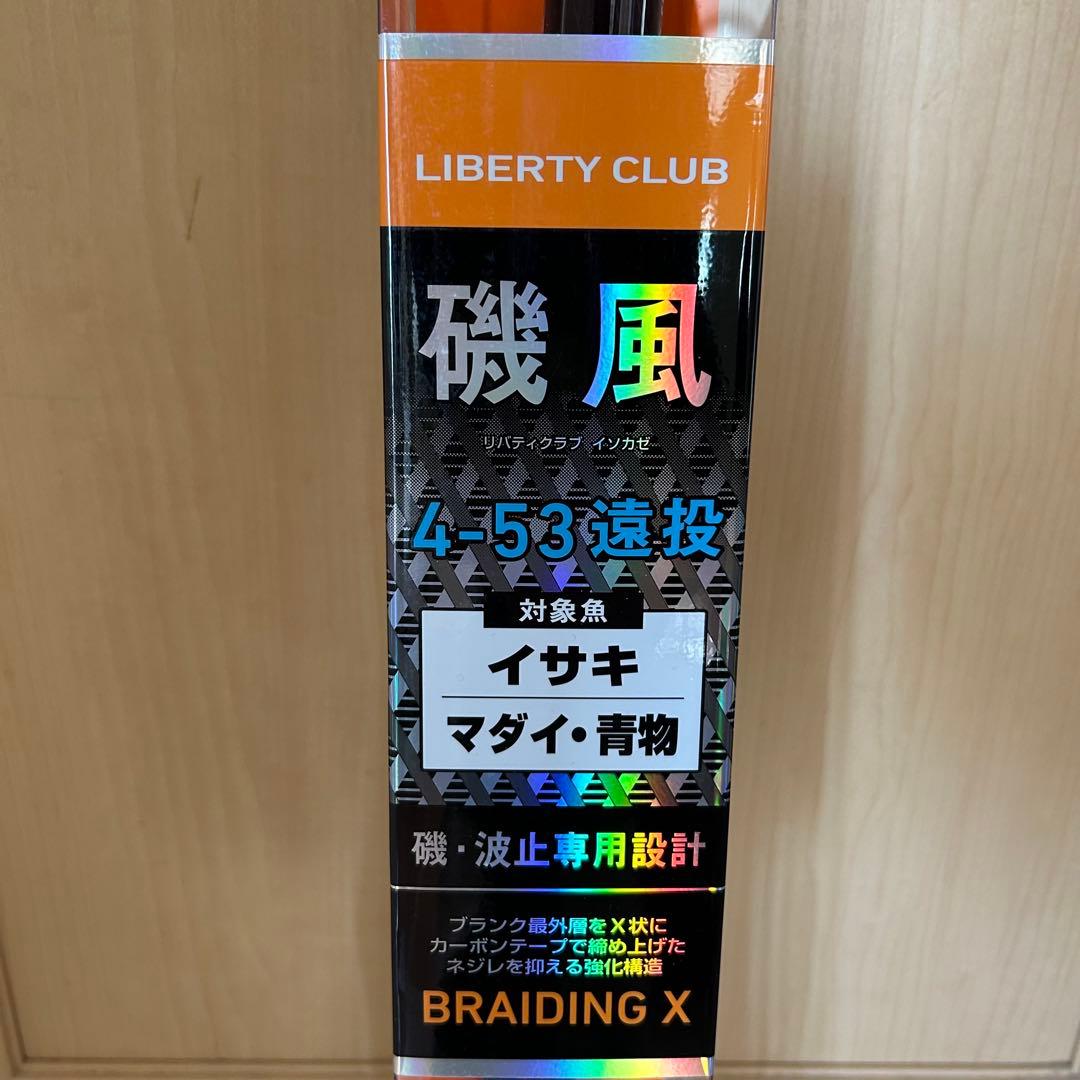 LIBERTY CLUB
磯風
リバティクラブ イソカゼ
4-53遠投
対象魚
イサキ
マダイ・青物
磯・波止専用設計
ブランク最外層をX状に
カーボンテープで締め上げた
ネジレを抑える強化構造
BRAIDING X